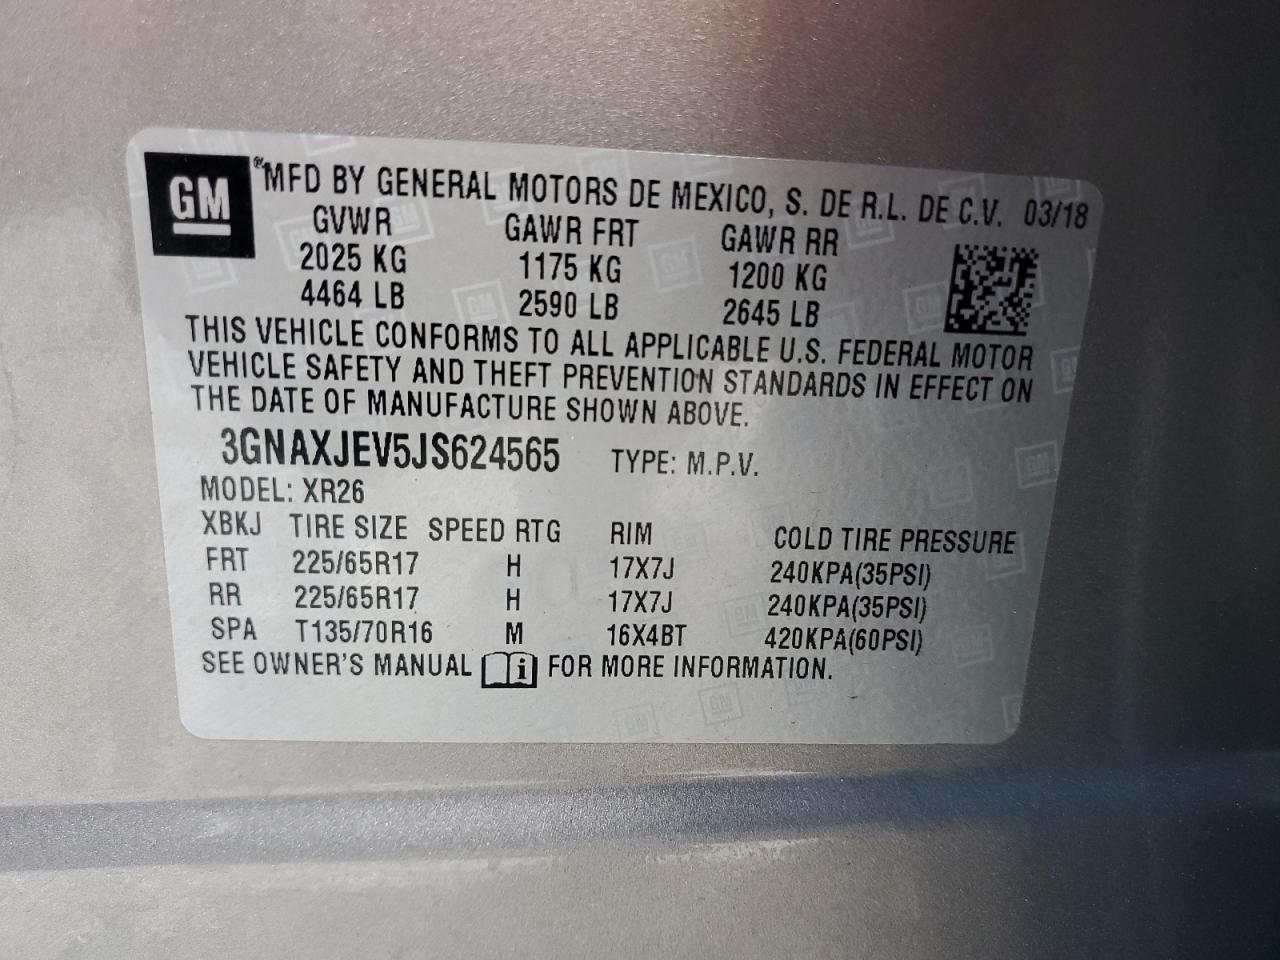 GM ® MFD BY GENERAL MOTORS DE MEXICO, S. DE R.L. DE C.V. 03/18
GVWR GAWR FRT GAWR RR
2025 KG 1175 KG 1200 KG
4464 LB 2590 LB 2645 LB
THIS VEHICLE CONFORMS TO ALL APPLICABLE U.S. FEDERAL MOTOR
VEHICLE SAFETY AND THEFT PREVENTION STANDARDS IN EFFECT ON
THE DATE OF MANUFACTURE SHOWN ABOVE.
3GNAXJEV5JS624565 TYPE: M.P.V.
MODEL: XR26
XBKJ TIRE SIZE SPEED RTG RIM COLD TIRE PRESSURE
FRT 225/65R17 H 17X7J 240KPA(35PSI)
RR 225/65R17 H 17X7J 240KPA(35PSI)
SPA T135/70R16 M 16X4BT 420KPA(60PSI)
SEE OWNER'S MANUAL i FOR MORE INFORMATION.